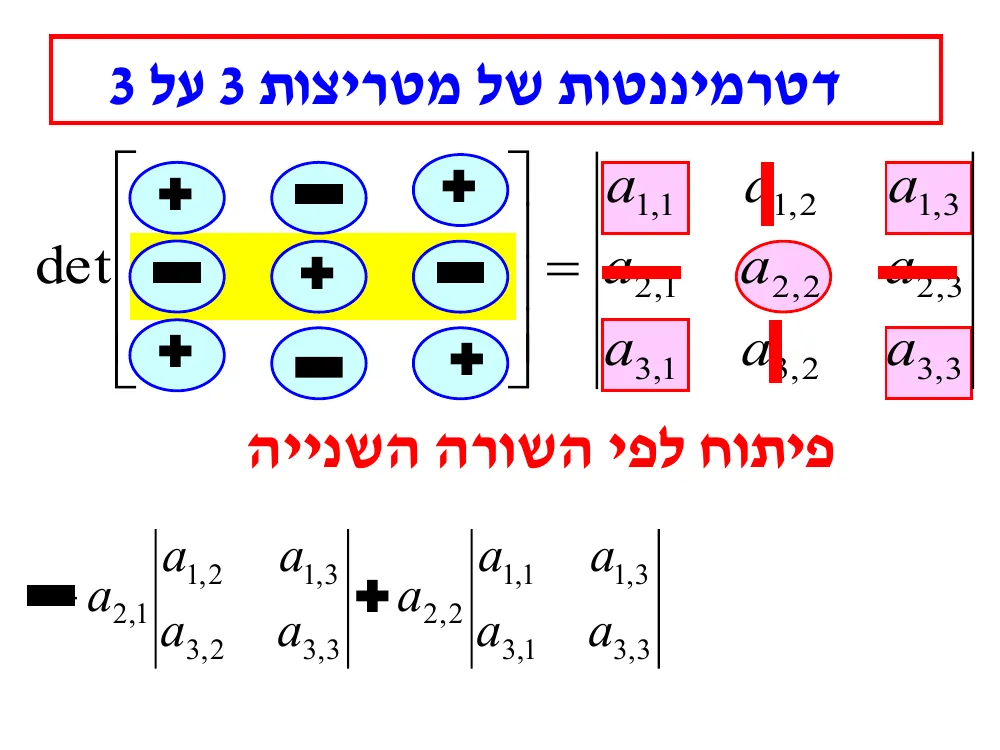 דטרמיננטות של מטריצות 3 על 3
det [ + − + ] = | a1,1 a1,2 a1,3 |
[ − + − ] | a2,1 a2,2 a2,3 |
[ + − + ] | a3,1 a3,2 a3,3 |
פיתוח לפי השורה השנייה
− a2,1 | a1,2 a1,3 | + a2,2 | a1,1 a1,3 |
| a3,2 a3,3 | | a3,1 a3,3 |